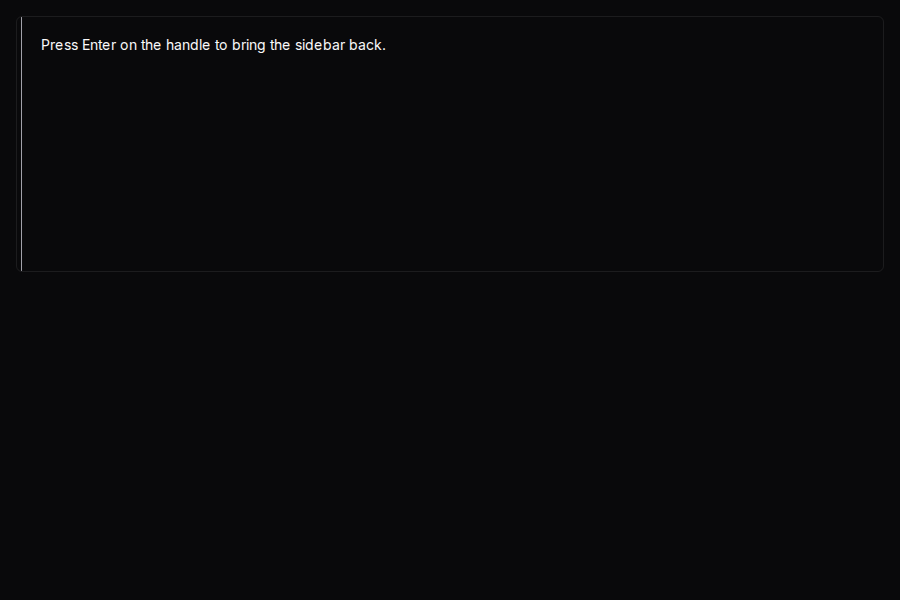 Press Enter on the handle to bring the sidebar back.